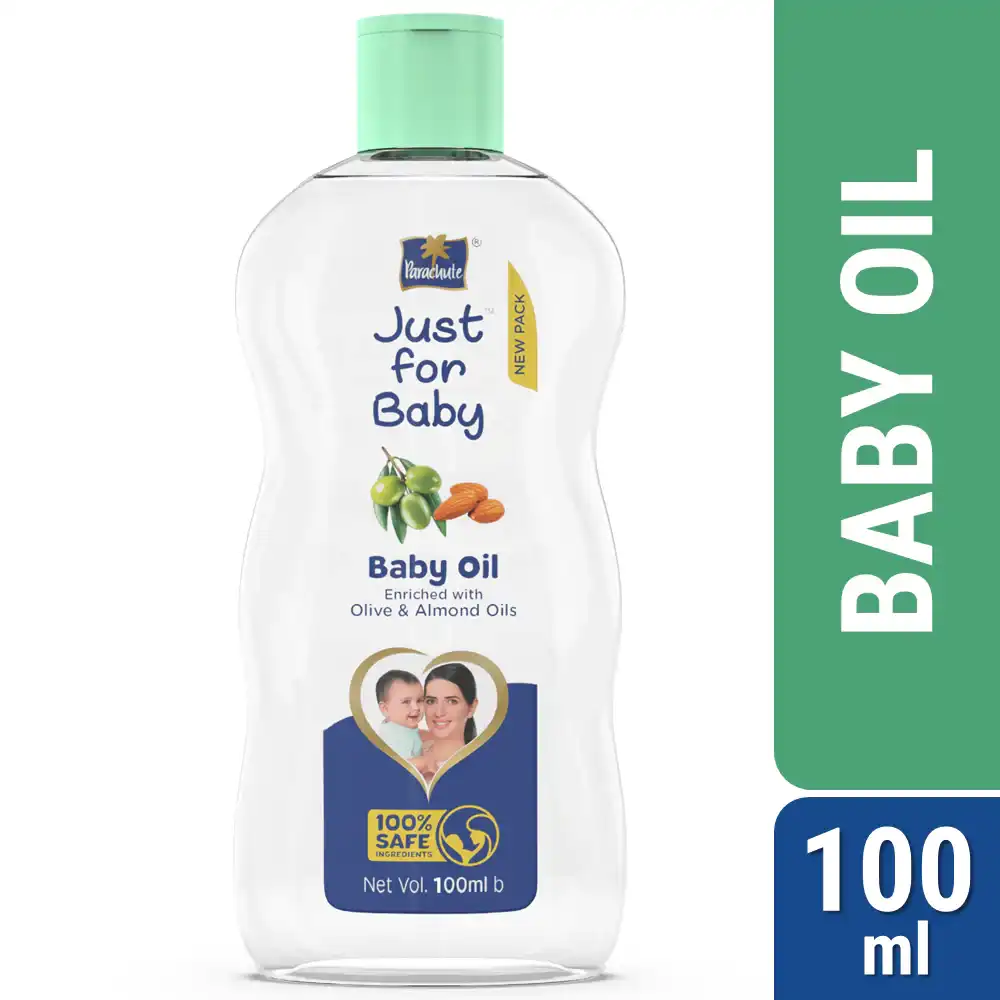 Parachute ®
Just™
for
Baby
NEW PACK
Baby Oil
Enriched with
Olive & Almond Oils
100%
SAFE
INGREDIENTS
Net Vol. 100ml b
BABY OIL
100
ml